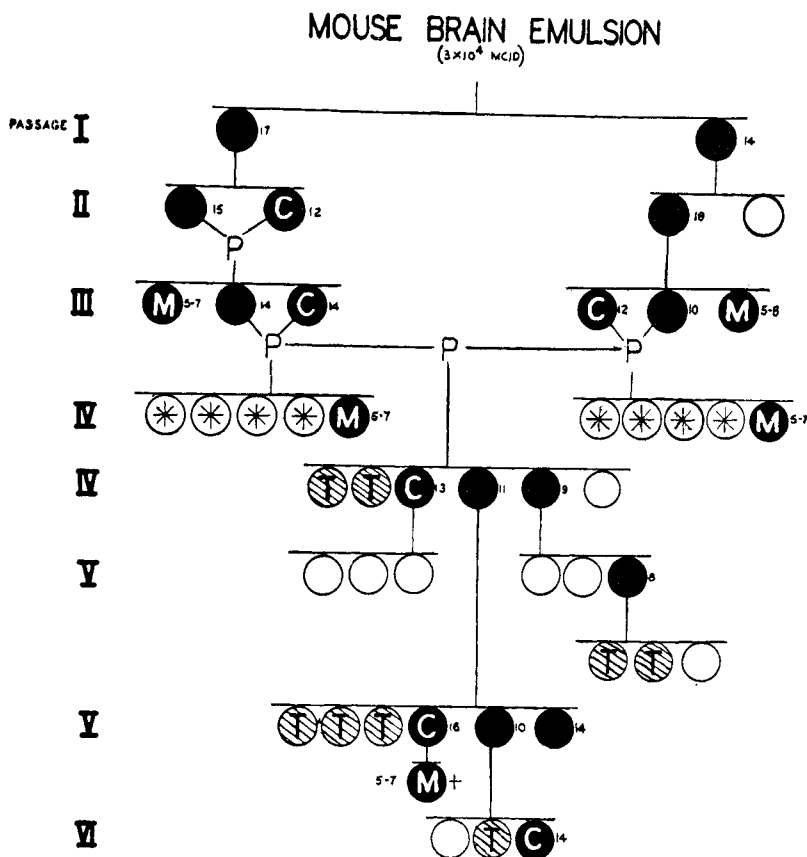 MOUSE BRAIN EMULSION
(3×10⁴ MCID)
PASSAGE I 17 14
II 15 C 12 18
P
III M 5-7 14 C 14 C 12 10 M 5-8
P P P
IV M 5-7 M 5-7
IV T T C 13 11 9
V 8
T T
V T T T C 16 10 14
5-7 M +
VI T C 14